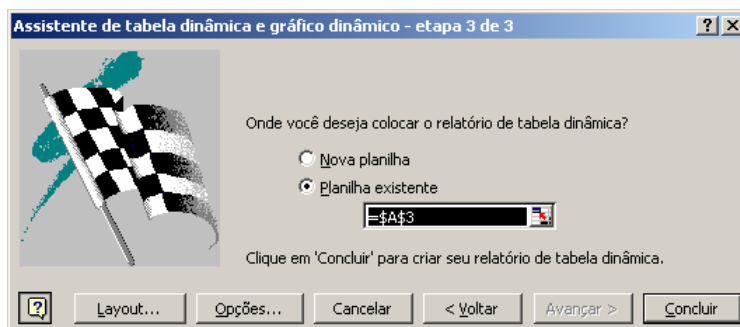 Assistente de tabela dinâmica e gráfico dinâmico - etapa 3 de 3
Onde você deseja colocar o relatório de tabela dinâmica?
Nova planilha
Planilha existente
=$A$3
Clique em 'Concluir' para criar seu relatório de tabela dinâmica.
Layout... Opções... Cancelar < Voltar Avançar > Concluir